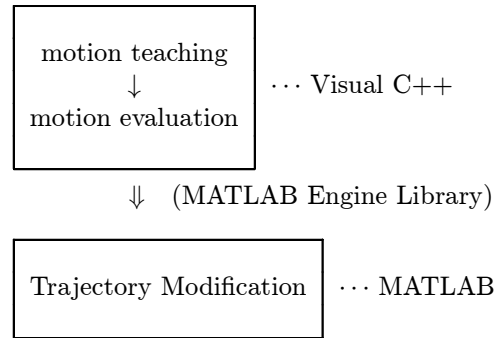 motion teaching
↓
motion evaluation
··· Visual C++
⇓ (MATLAB Engine Library)
Trajectory Modification ··· MATLAB